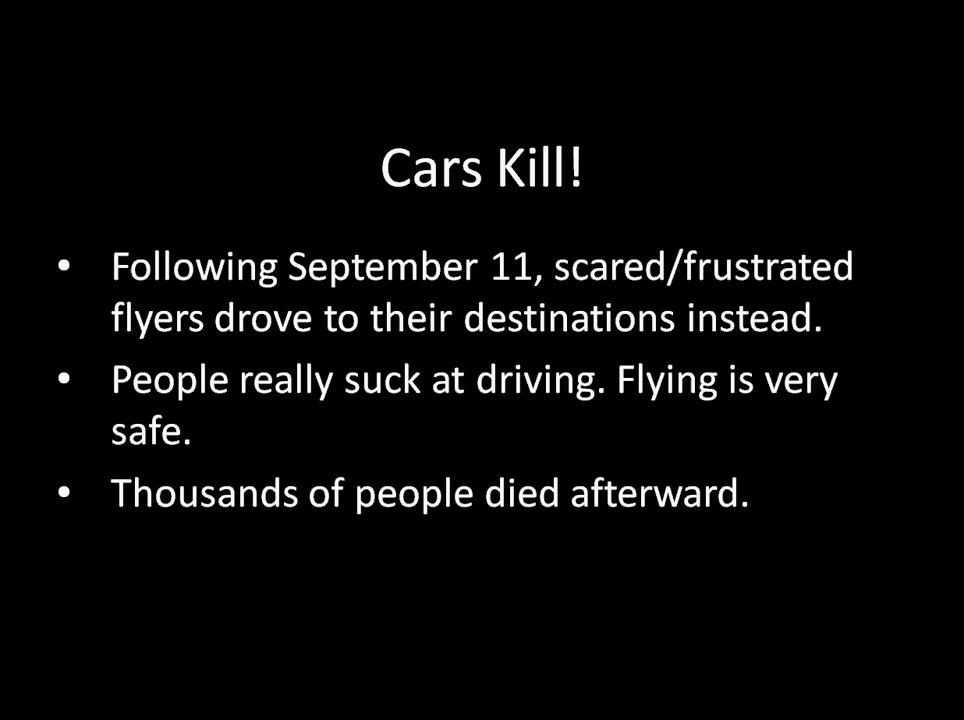 Cars Kill!
• Following September 11, scared/frustrated
flyers drove to their destinations instead.
• People really suck at driving. Flying is very
safe.
• Thousands of people died afterward.